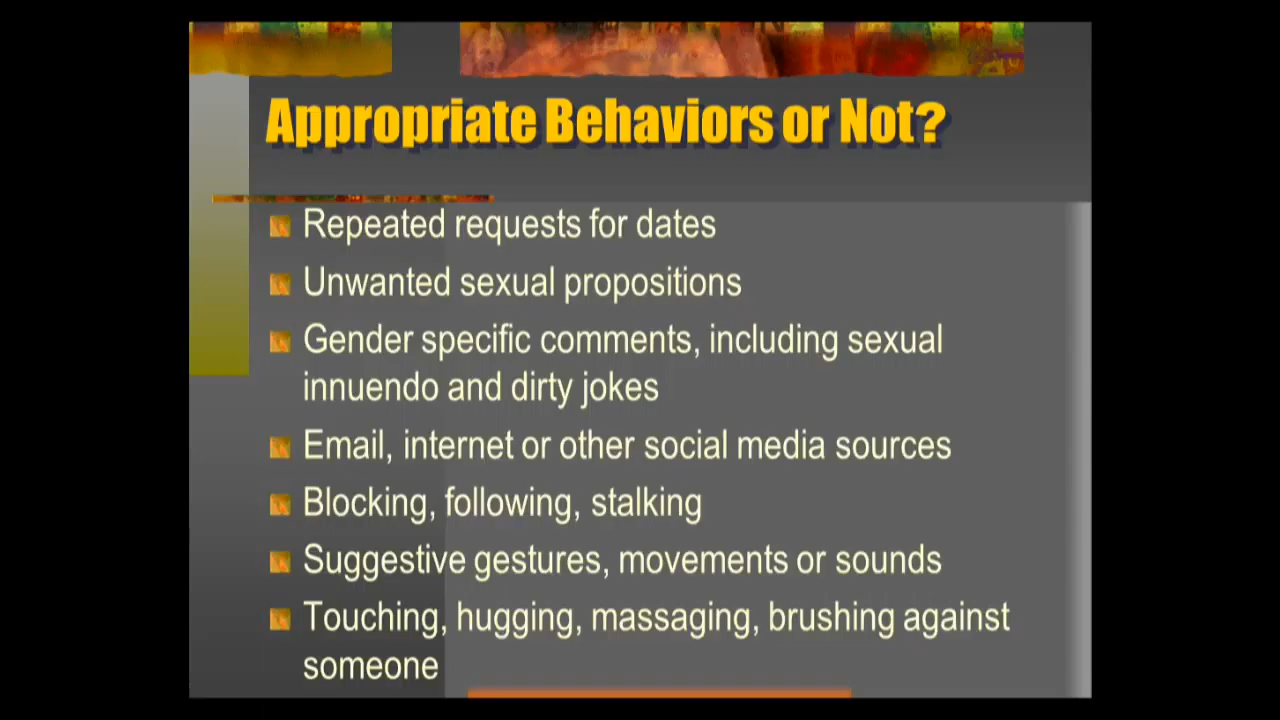 Appropriate Behaviors or Not?
Repeated requests for dates
Unwanted sexual propositions
Gender specific comments, including sexual
innuendo and dirty jokes
Email, internet or other social media sources
Blocking, following, stalking
Suggestive gestures, movements or sounds
Touching, hugging, massaging, brushing against
someone